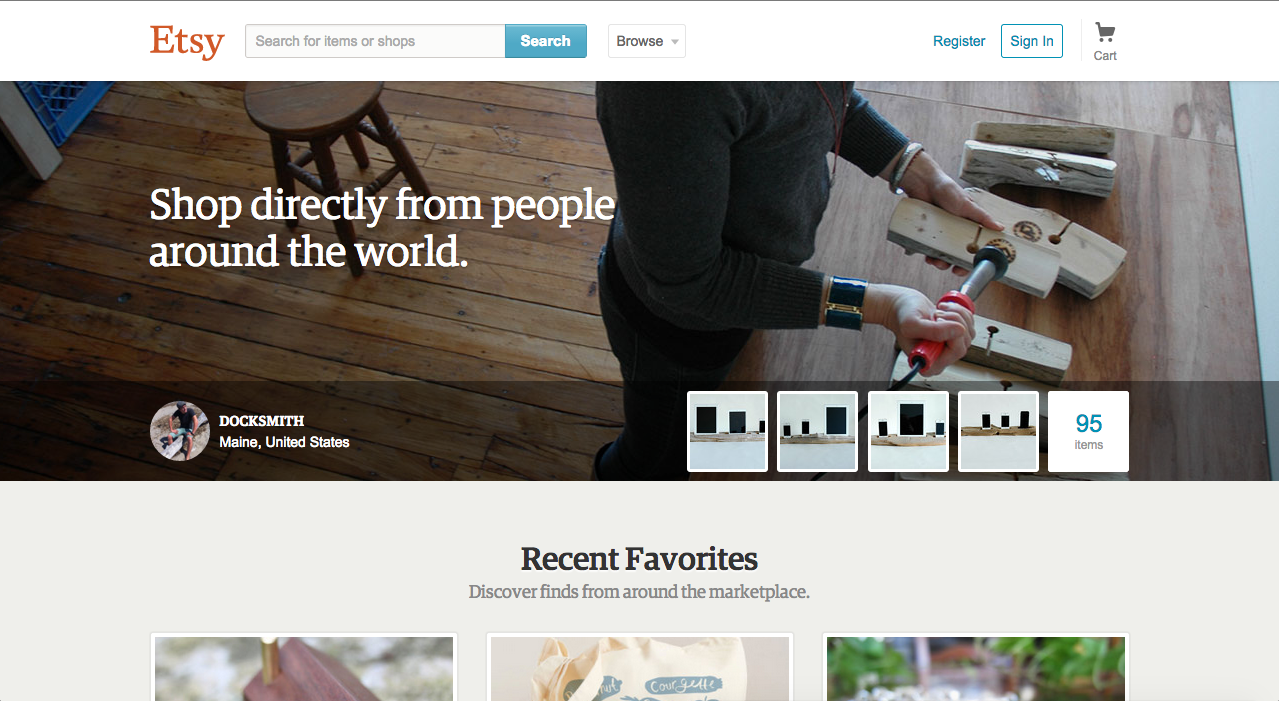 Etsy
Search for items or shops
Search
Browse
Register
Sign In
Cart
Shop directly from people
around the world.
DOCKSMITH
Maine, United States
95
items
Recent Favorites
Discover finds from around the marketplace.
Courgette